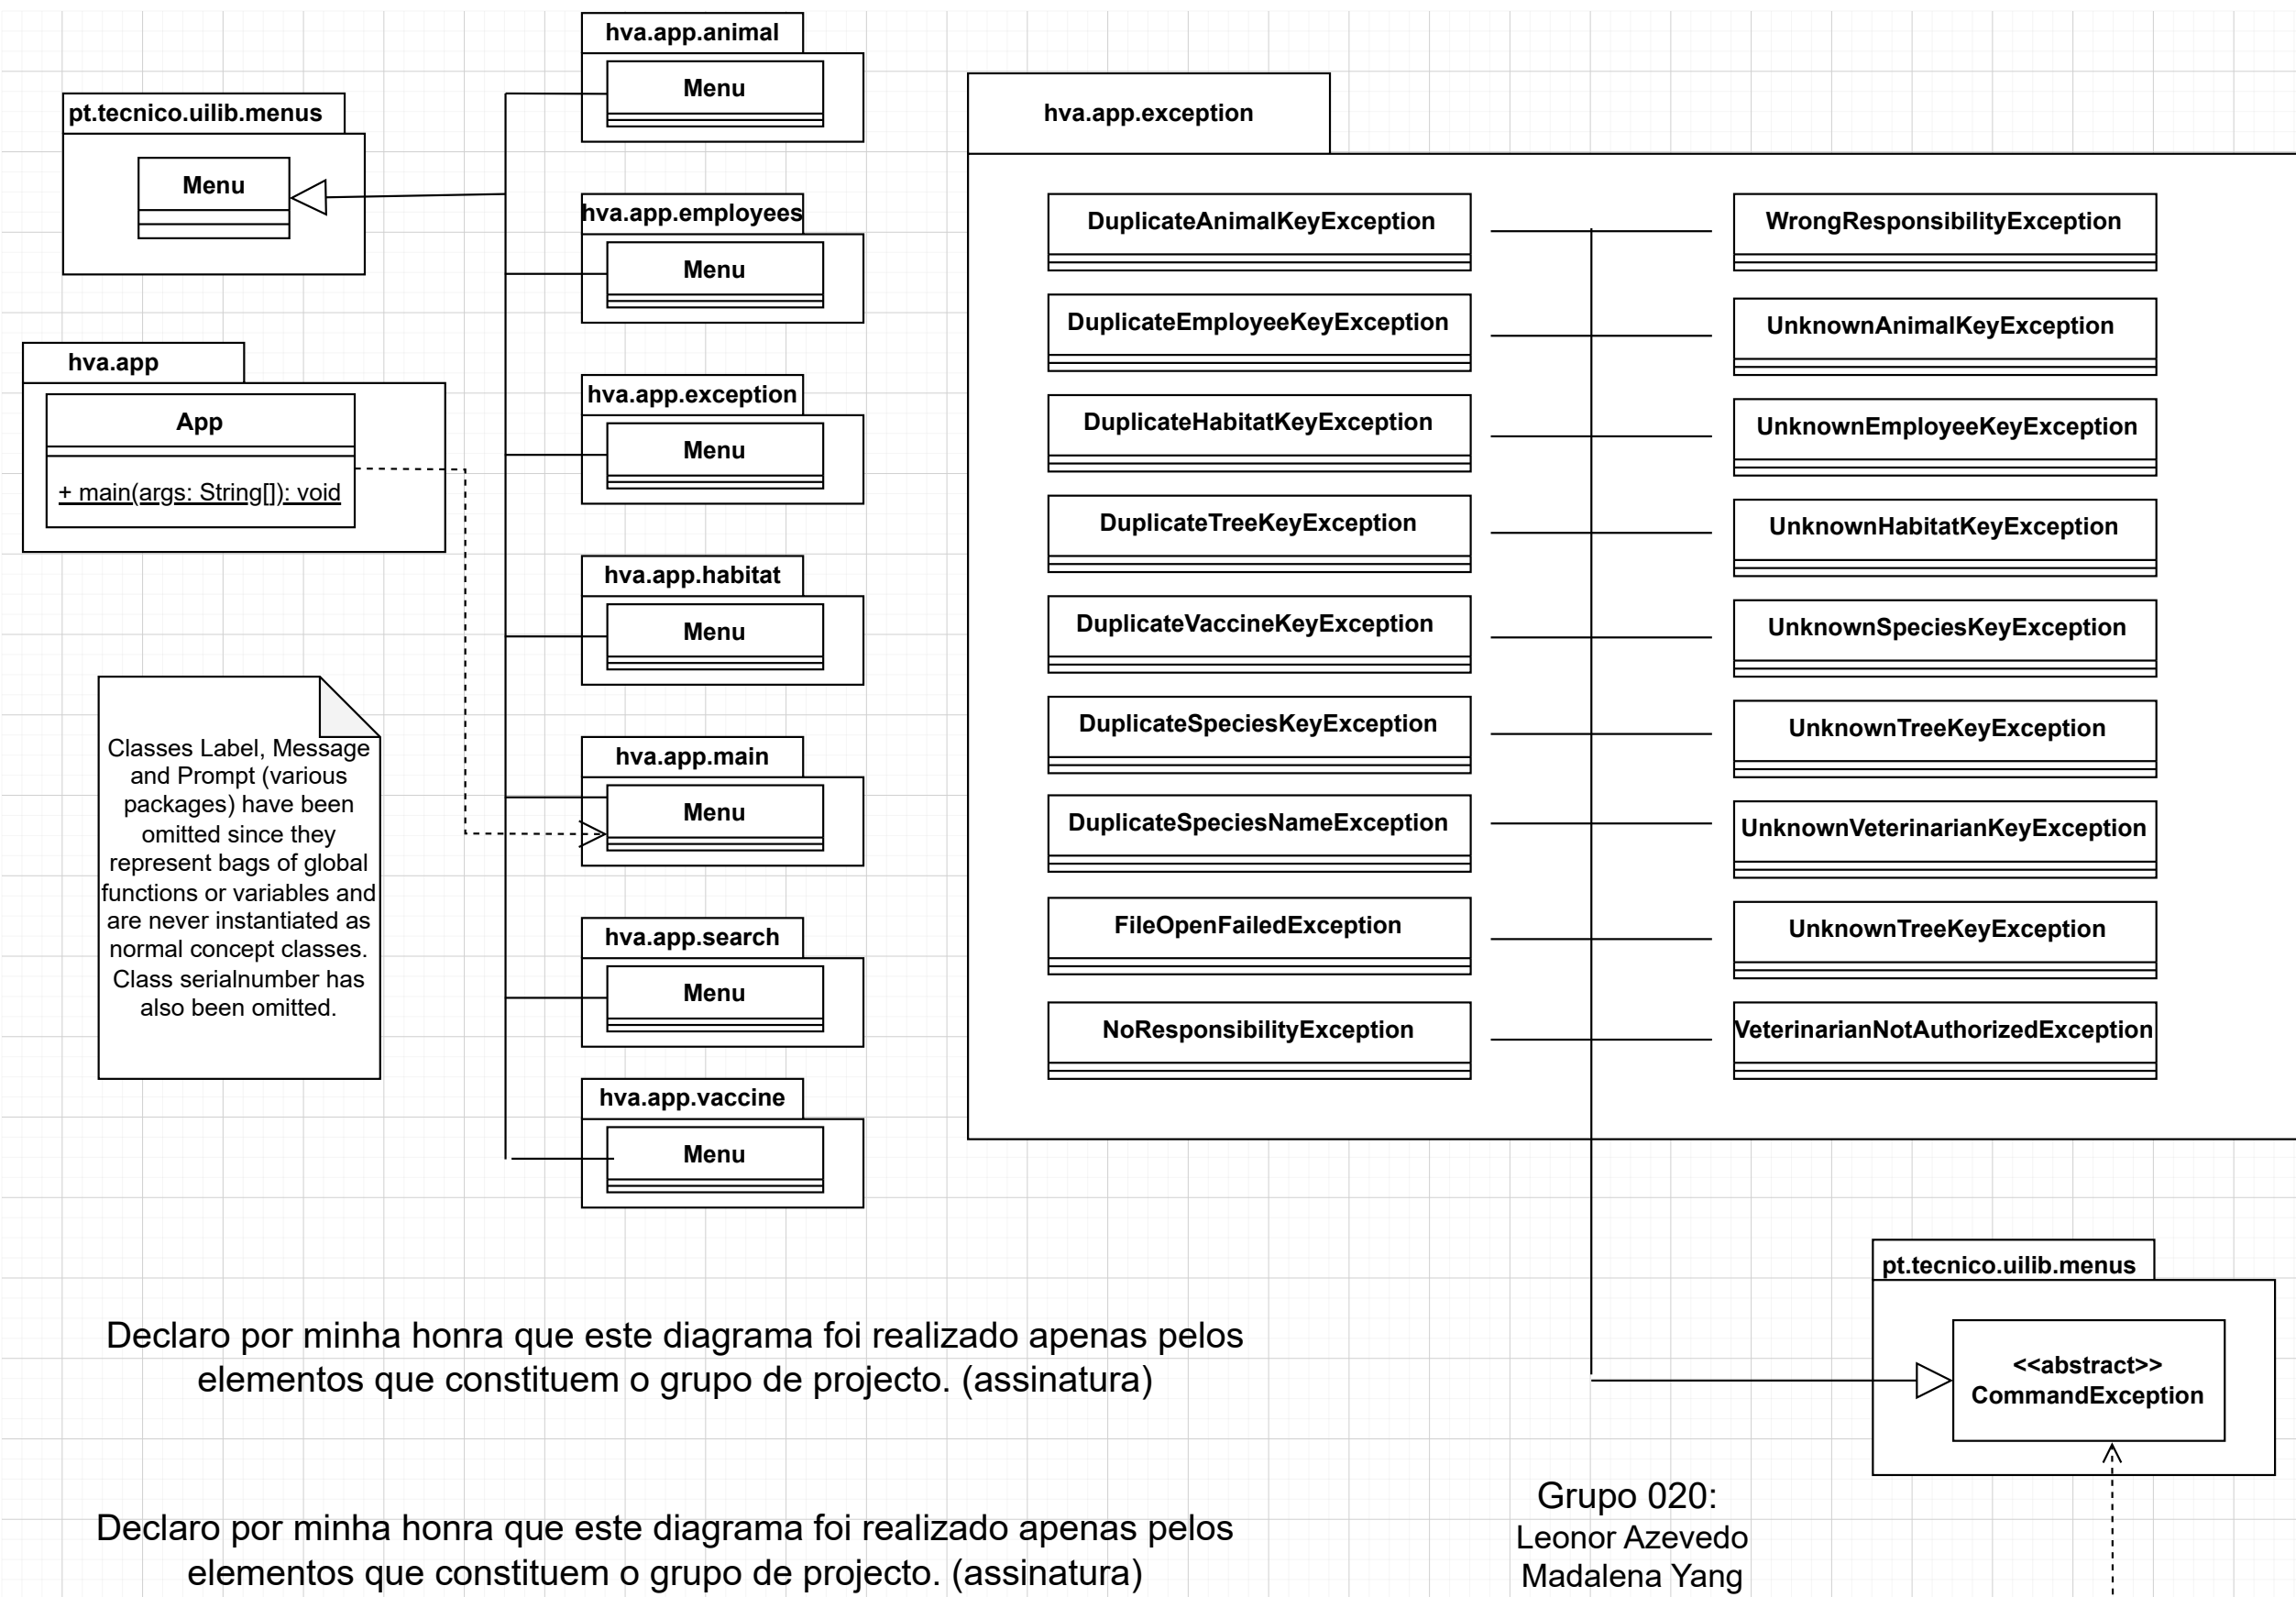 pt.tecnico.uilib.menus
Menu
hva.app
App
+ main(args: String[]): void
Classes Label, Message
and Prompt (various
packages) have been
omitted since they
represent bags of global
functions or variables and
are never instantiated as
normal concept classes.
Class serialnumber has
also been omitted.
hva.app.animal
Menu
hva.app.employees
Menu
hva.app.exception
Menu
hva.app.habitat
Menu
hva.app.main
Menu
hva.app.search
Menu
hva.app.vaccine
Menu
hva.app.exception
DuplicateAnimalKeyException
DuplicateEmployeeKeyException
DuplicateHabitatKeyException
DuplicateTreeKeyException
DuplicateVaccineKeyException
DuplicateSpeciesKeyException
DuplicateSpeciesNameException
FileOpenFailedException
NoResponsibilityException
WrongResponsibilityException
UnknownAnimalKeyException
UnknownEmployeeKeyException
UnknownHabitatKeyException
UnknownSpeciesKeyException
UnknownTreeKeyException
UnknownVeterinarianKeyException
UnknownTreeKeyException
VeterinarianNotAuthorizedException
pt.tecnico.uilib.menus
<<abstract>>
CommandException
Declaro por minha honra que este diagrama foi realizado apenas pelos
elementos que constituem o grupo de projecto. (assinatura)
Declaro por minha honra que este diagrama foi realizado apenas pelos
elementos que constituem o grupo de projecto. (assinatura)
Grupo 020:
Leonor Azevedo
Madalena Yang